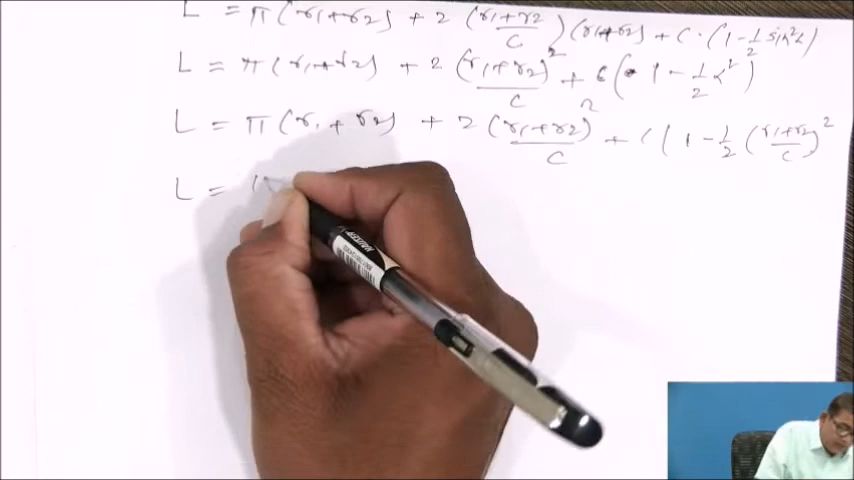 L = π(r1+r2) + 2 (r1+r2/C)(r1+r2) + C·(1-1/2 sin²α)
L = π(r1+r2) + 2 (r1+r2)²/C + C(1-1/2 α²)
L = π(r1+r2) + 2 (r1+r2)²/C + C(1-1/2 (r1+r2/C)²
L =